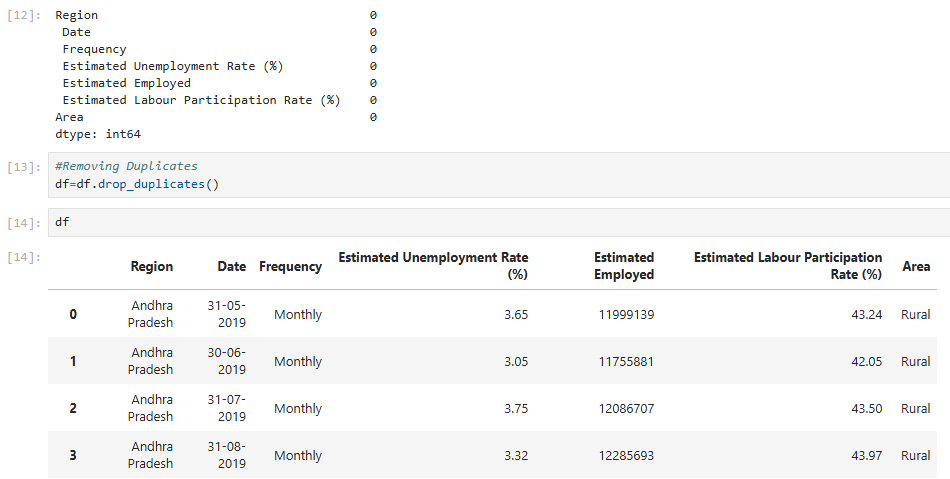 [12]: Region 0
Date 0
Frequency 0
Estimated Unemployment Rate (%) 0
Estimated Employed 0
Estimated Labour Participation Rate (%) 0
Area 0
dtype: int64
[13]: #Removing Duplicates
df=df.drop_duplicates()
[14]: df
[14]:
Region Date Frequency Estimated Unemployment Rate (%) Estimated Employed Estimated Labour Participation Rate (%) Area
0 Andhra Pradesh 31-05-2019 Monthly 3.65 11999139 43.24 Rural
1 Andhra Pradesh 30-06-2019 Monthly 3.05 11755881 42.05 Rural
2 Andhra Pradesh 31-07-2019 Monthly 3.75 12086707 43.50 Rural
3 Andhra Pradesh 31-08-2019 Monthly 3.32 12285693 43.97 Rural